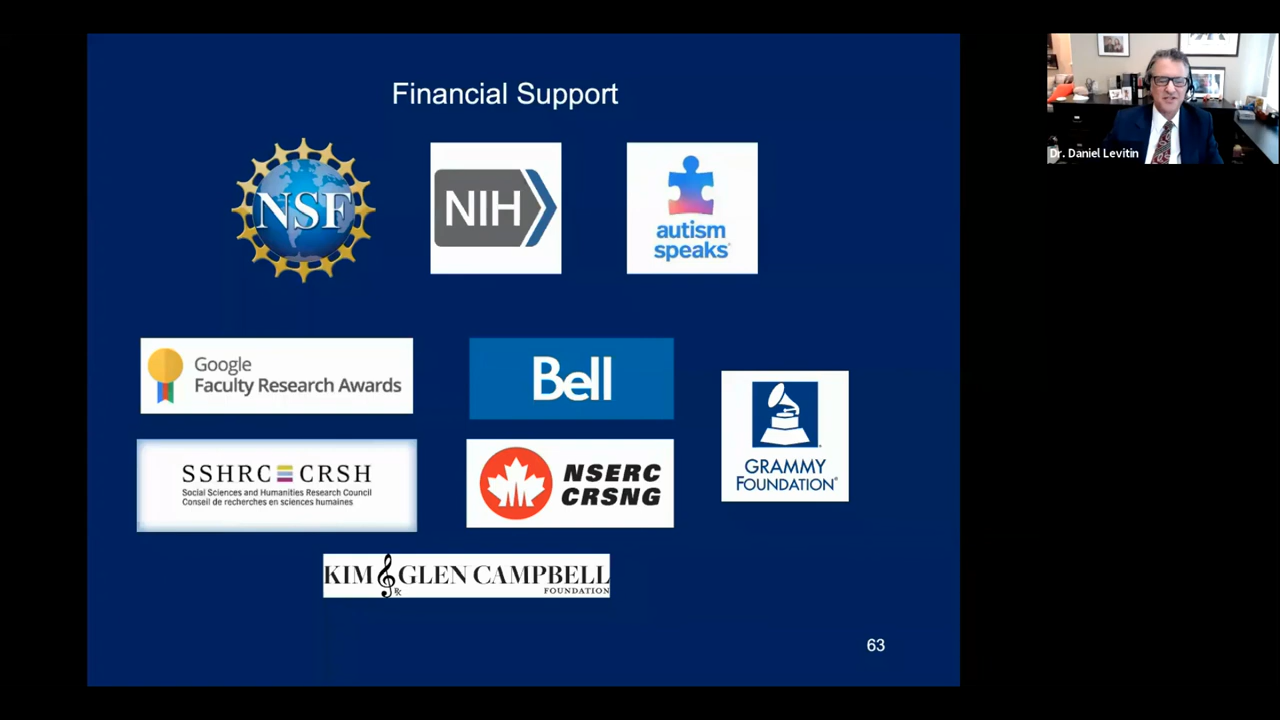 Financial Support
NSF
NIH
autism
speaks
Google
Faculty Research Awards
Bell
GRAMMY
FOUNDATION®
SSHRC CRSH
Social Sciences and Humanities Research Council
Conseil de recherches en sciences humaines
NSERC
CRSNG
KIM GLEN CAMPBELL
FOUNDATION
63
Dr. Daniel Levitin